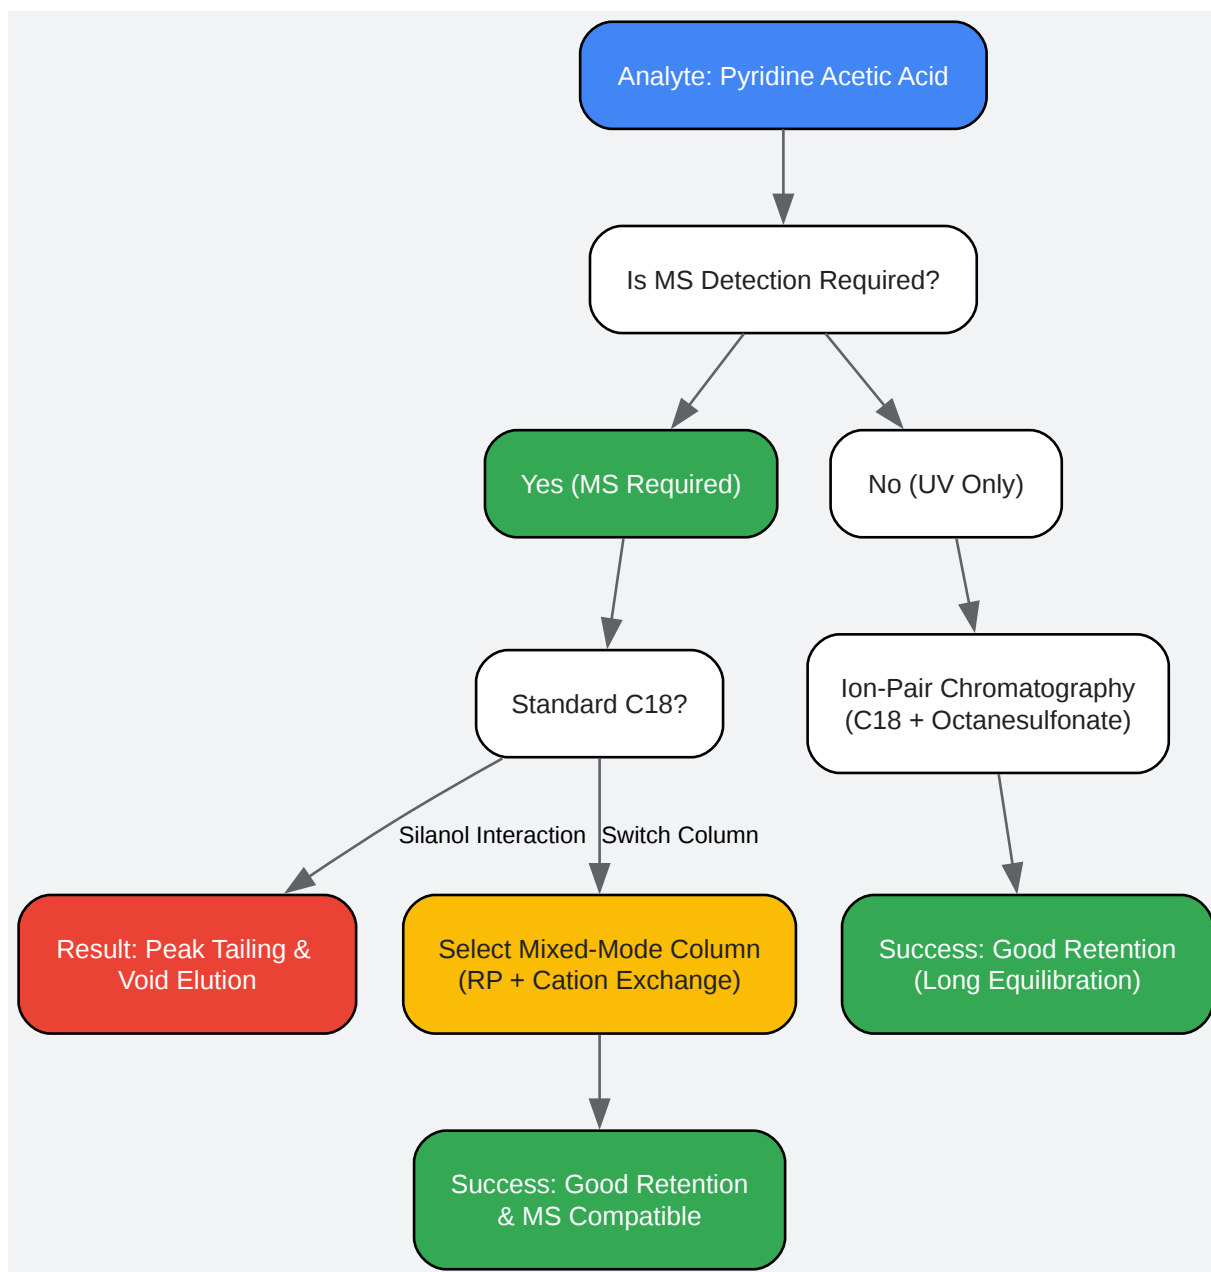 Analyte: Pyridine Acetic Acid
Is MS Detection Required?
Yes (MS Required)
No (UV Only)
Standard C18?
Ion-Pair Chromatography
(C18 + Octanesulfonate)
Silanol Interaction
Switch Column
Result: Peak Tailing &
Void Elution
Select Mixed-Mode Column
(RP + Cation Exchange)
Success: Good Retention
(Long Equilibration)
Success: Good Retention
& MS Compatible